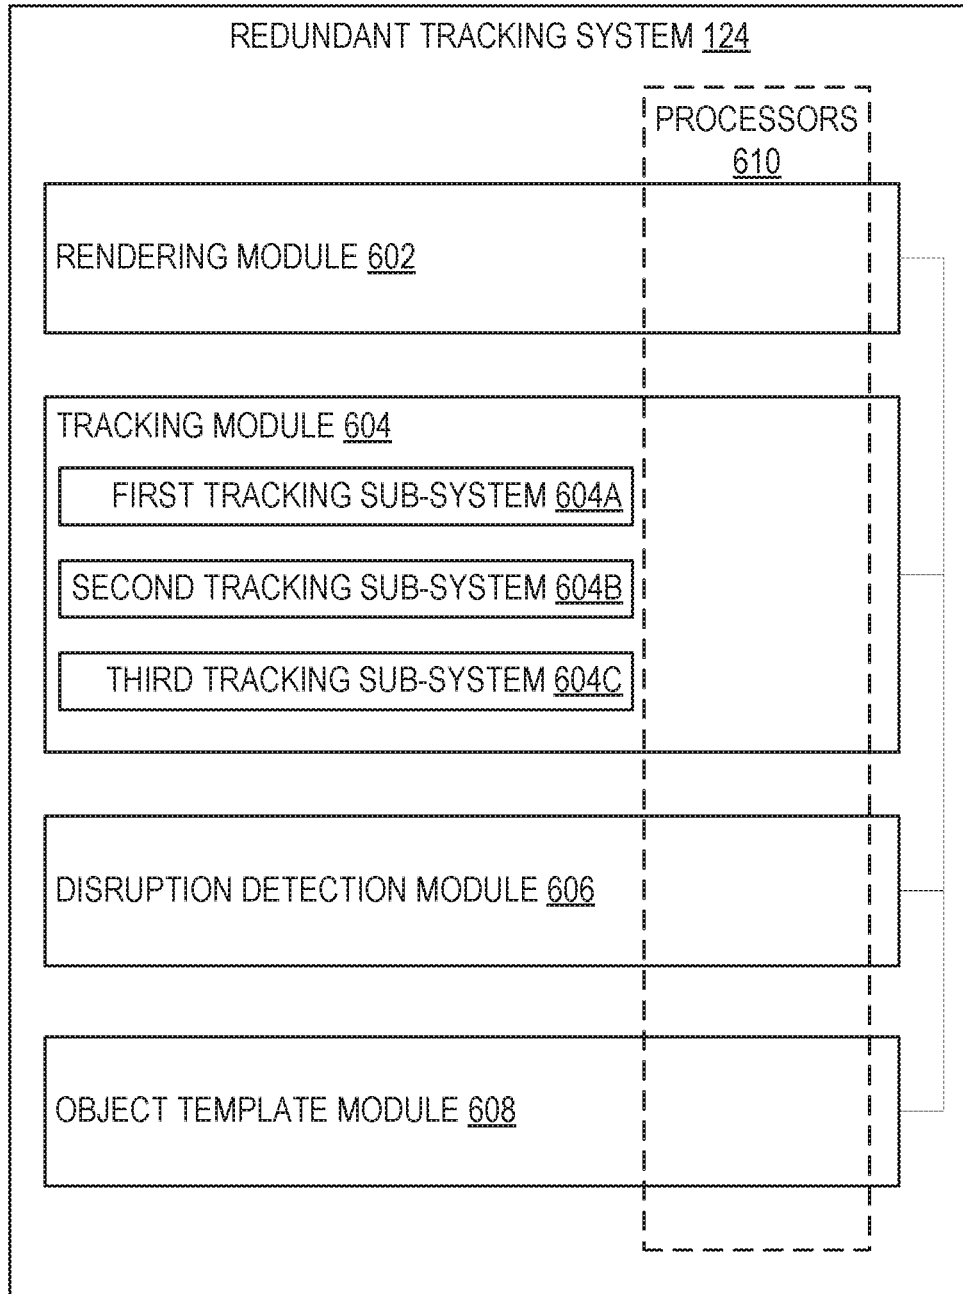 REDUNDANT TRACKING SYSTEM 124
PROCESSORS
610
RENDERING MODULE 602
TRACKING MODULE 604
FIRST TRACKING SUB-SYSTEM 604A
SECOND TRACKING SUB-SYSTEM 604B
THIRD TRACKING SUB-SYSTEM 604C
DISRUPTION DETECTION MODULE 606
OBJECT TEMPLATE MODULE 608